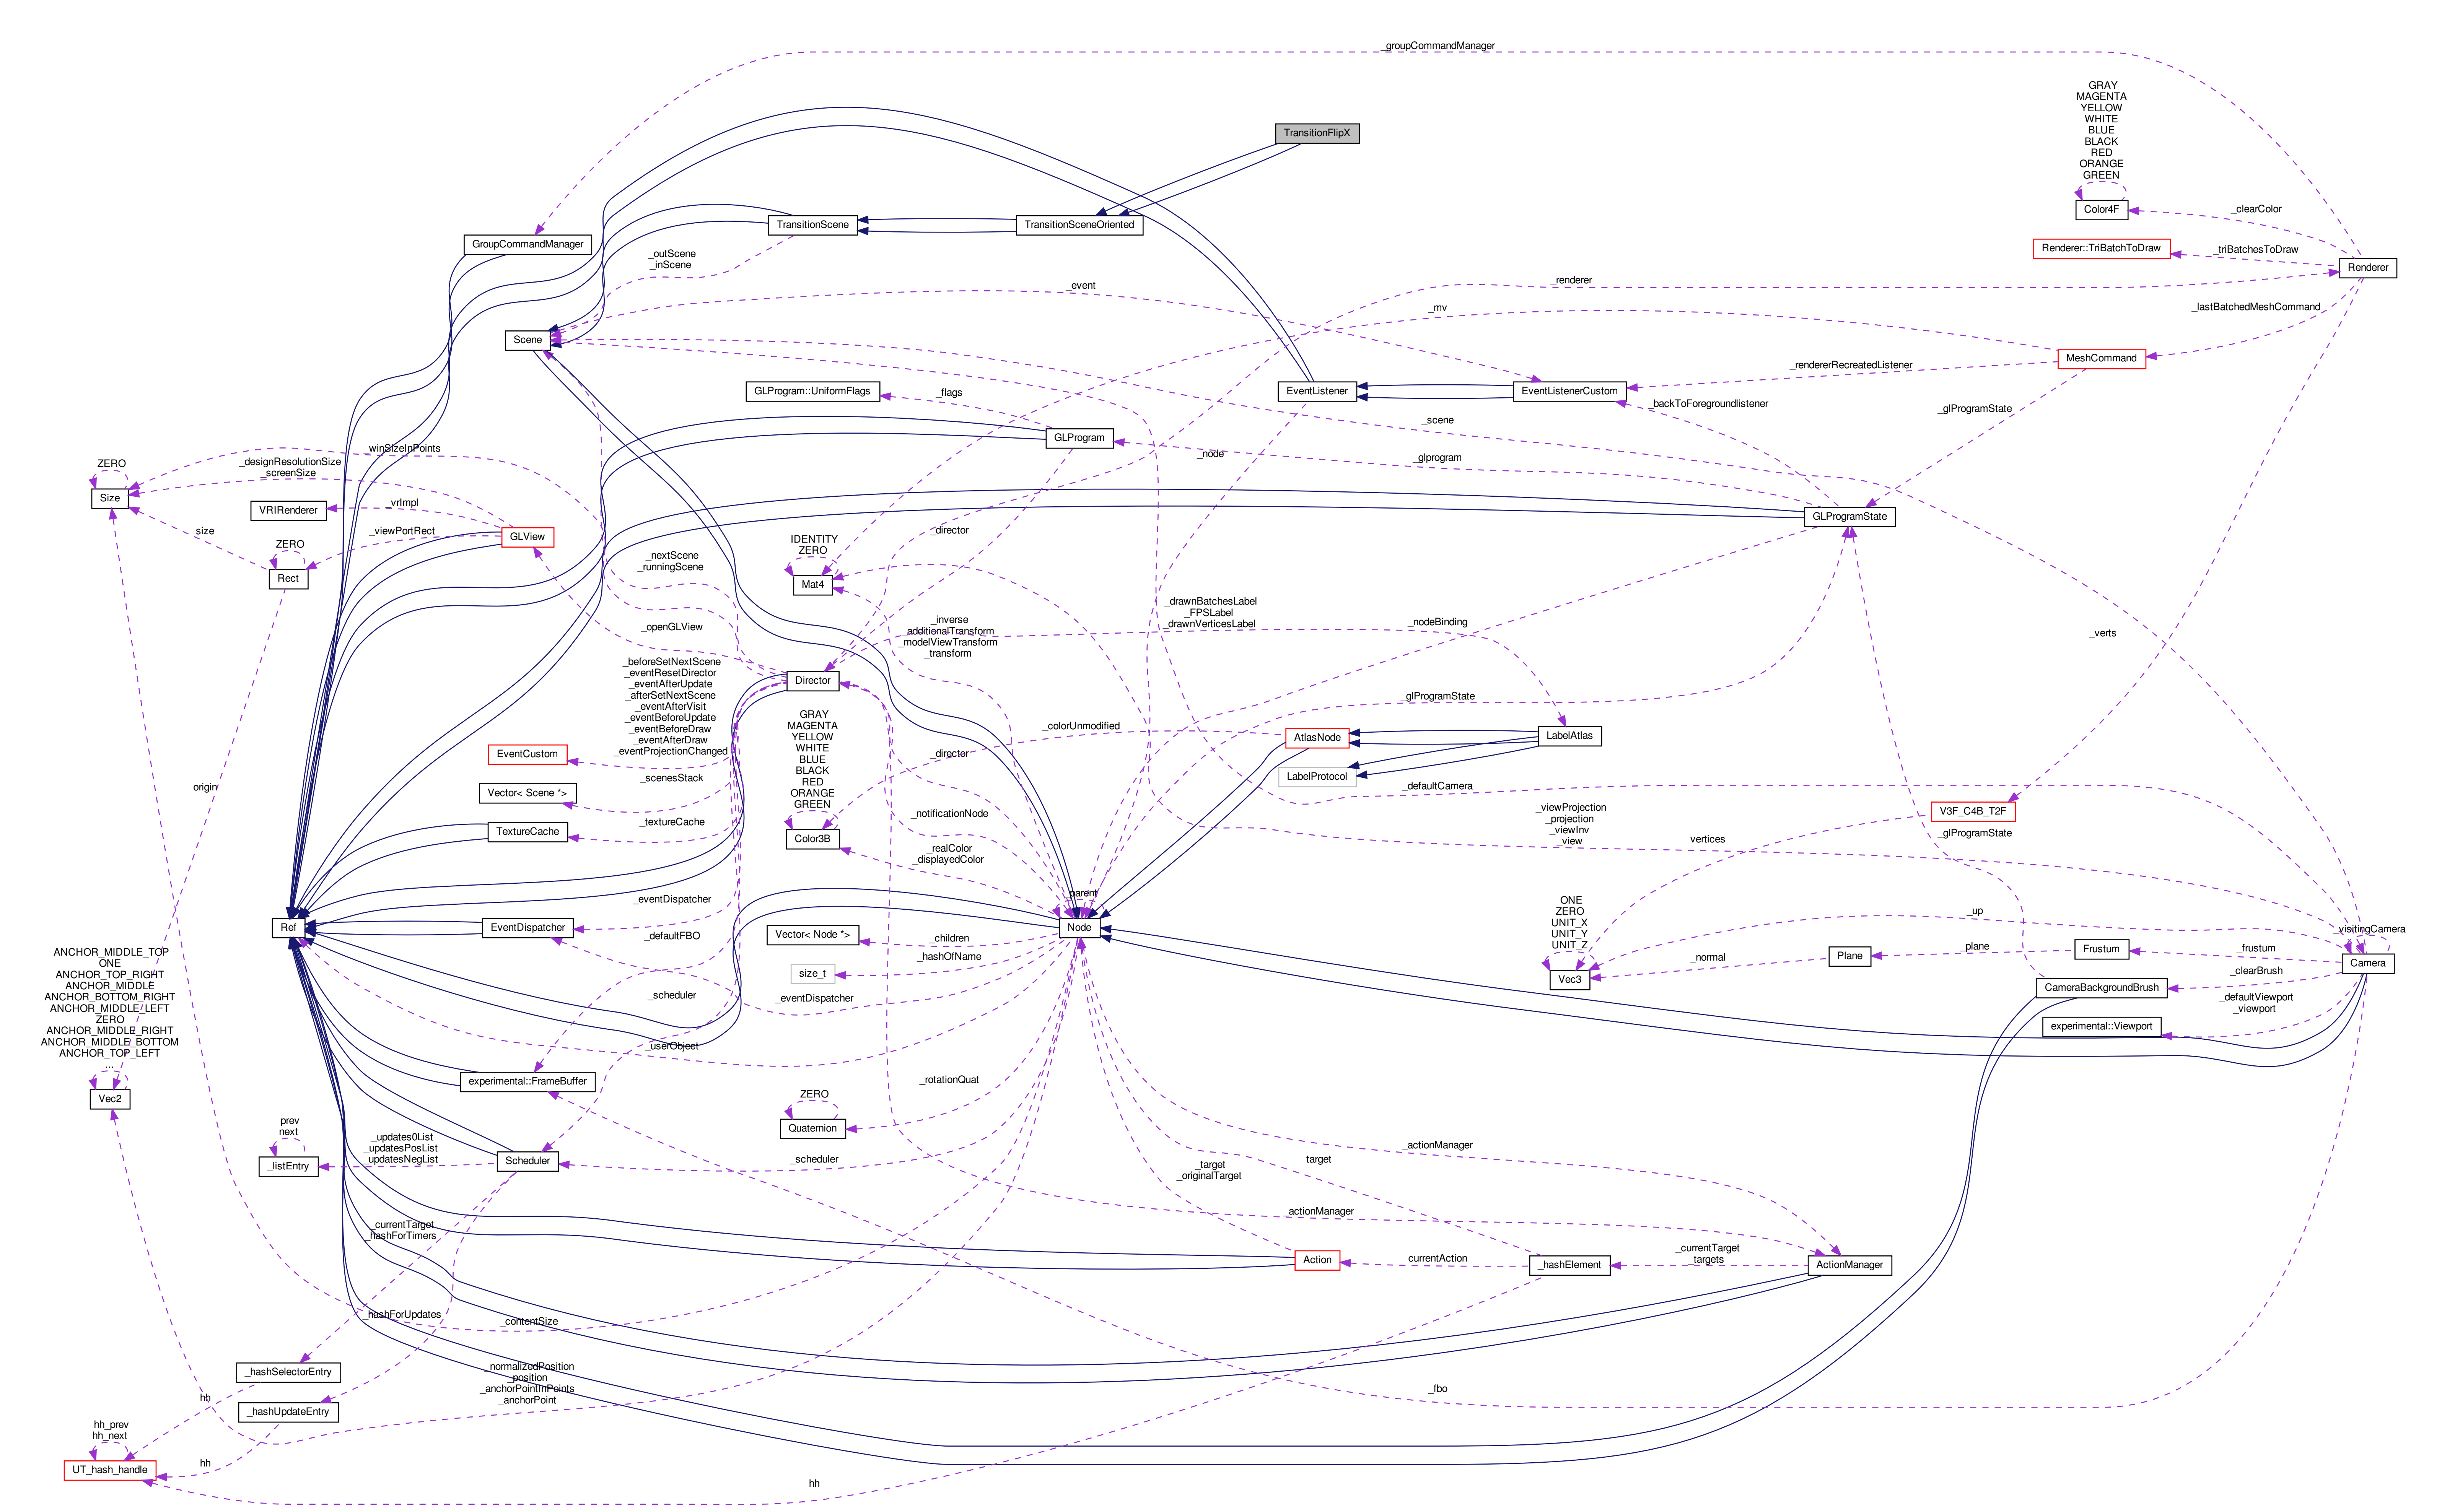 _groupCommandManager
GRAY
MAGENTA
YELLOW
WHITE
BLUE
BLACK
RED
ORANGE
GREEN
TransitionFlipX
Color4F
_clearColor
TransitionScene
TransitionSceneOriented
GroupCommandManager
Renderer::TriBatchToDraw
_triBatchesToDraw
Renderer
_outScene
_inScene
_event
_renderer
_mv
_lastBatchedMeshCommand
Scene
MeshCommand
_rendererRecreatedListener
GLProgram::UniformFlags
_flags
EventListener
EventListenerCustom
_backToForegroundlistener
_glProgramState
_scene
GLProgram
_winSizeInPoints
_node
_glprogram
ZERO
_designResolutionSize
_screenSize
Size
VRIRenderer
_vrImpl
GLProgramState
size
_viewPortRect
GLView
_director
ZERO
Rect
IDENTITY
ZERO
Mat4
_nextScene
_runningScene
_drawnBatchesLabel
_FPSLabel
_drawnVerticesLabel
_inverse
_additionalTransform
_modelViewTransform
_transform
_openGLView
_nodeBinding
_verts
_beforeSetNextScene
_eventResetDirector
_eventAfterUpdate
_afterSetNextScene
_eventAfterVisit
_eventBeforeUpdate
_eventBeforeDraw
_eventAfterDraw
_eventProjectionChanged
Director
_glProgramState
GRAY
MAGENTA
YELLOW
WHITE
BLUE
BLACK
RED
ORANGE
GREEN
_colorUnmodified
AtlasNode
LabelAtlas
EventCustom
_director
LabelProtocol
_scenesStack
Vector< Scene *>
origin
_defaultCamera
_viewProjection
_projection
_viewInv
_view
V3F_C4B_T2F
_notificationNode
_textureCache
TextureCache
Color3B
vertices
_glProgramState
_realColor
_displayedColor
_parent
_eventDispatcher
ONE
ZERO
UNIT_X
UNIT_Y
UNIT_Z
_up
Ref
EventDispatcher
Node
_visitingCamera
Vector< Node *>
_children
_defaultFBO
Frustum
_frustum
_plane
Plane
_normal
Camera
_hashOfName
size_t
Vec3
_clearBrush
CameraBackgroundBrush
ANCHOR_MIDDLE_TOP
ONE
ANCHOR_TOP_RIGHT
ANCHOR_MIDDLE
ANCHOR_BOTTOM_RIGHT
ANCHOR_MIDDLE_LEFT
ZERO
ANCHOR_MIDDLE_RIGHT
ANCHOR_MIDDLE_BOTTOM
ANCHOR_TOP_LEFT
...
_scheduler
_eventDispatcher
_defaultViewport
_viewport
experimental::Viewport
_userObject
experimental::FrameBuffer
_rotationQuat
Vec2
ZERO
Quaternion
prev
next
_listEntry
_updates0List
_updatesPosList
_updatesNegList
Scheduler
_scheduler
_target
_originalTarget
target
_actionManager
_actionManager
_currentTarget
_hashForTimers
Action
currentAction
_hashElement
_currentTarget
_targets
ActionManager
_hashForUpdates
_contentSize
_hashSelectorEntry
_normalizedPosition
_position
_anchorPointInPoints
_anchorPoint
_fbo
hh
_hashUpdateEntry
hh_prev
hh_next
hh
UT_hash_handle
hh